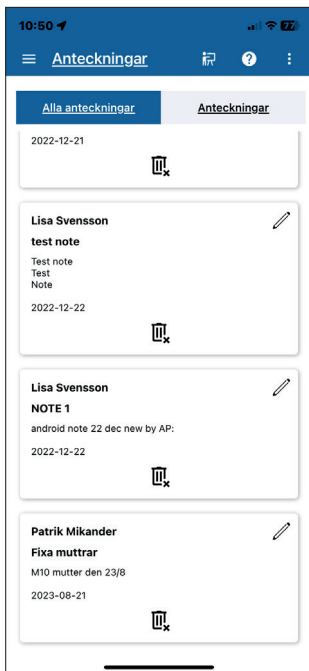 10:50
27
Anteckningar
?
Alla anteckningar
Anteckningar
2022-12-21
Lisa Svensson
test note
Test note
Test
Note
2022-12-22
Lisa Svensson
NOTE 1
android note 22 dec new by AP:
2022-12-22
Patrik Mikander
Fixa muttrar
M10 mutter den 23/8
2023-08-21